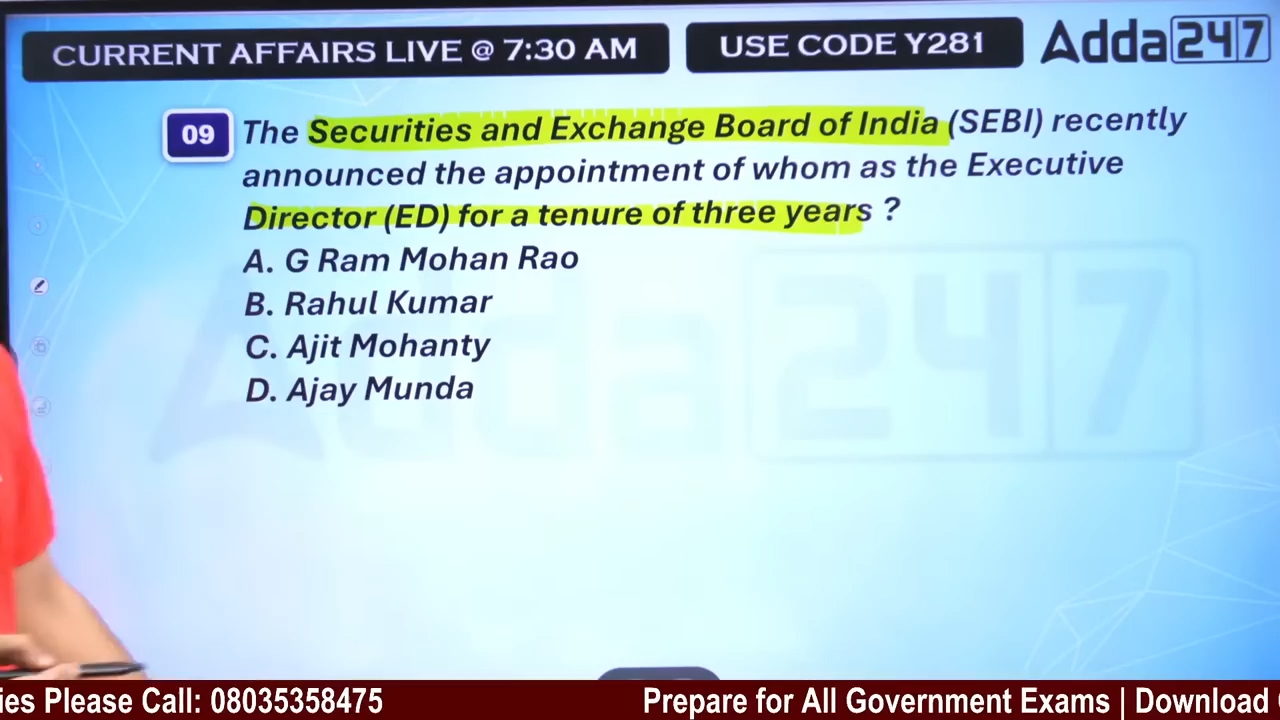 CURRENT AFFAIRS LIVE @ 7:30 AM
USE CODE Y281
Adda247
09
The Securities and Exchange Board of India (SEBI) recently
announced the appointment of whom as the Executive
Director (ED) for a tenure of three years ?
A. G Ram Mohan Rao
B. Rahul Kumar
C. Ajit Mohanty
D. Ajay Munda
Adda247
ies Please Call: 08035358475
Prepare for All Government Exams | Download